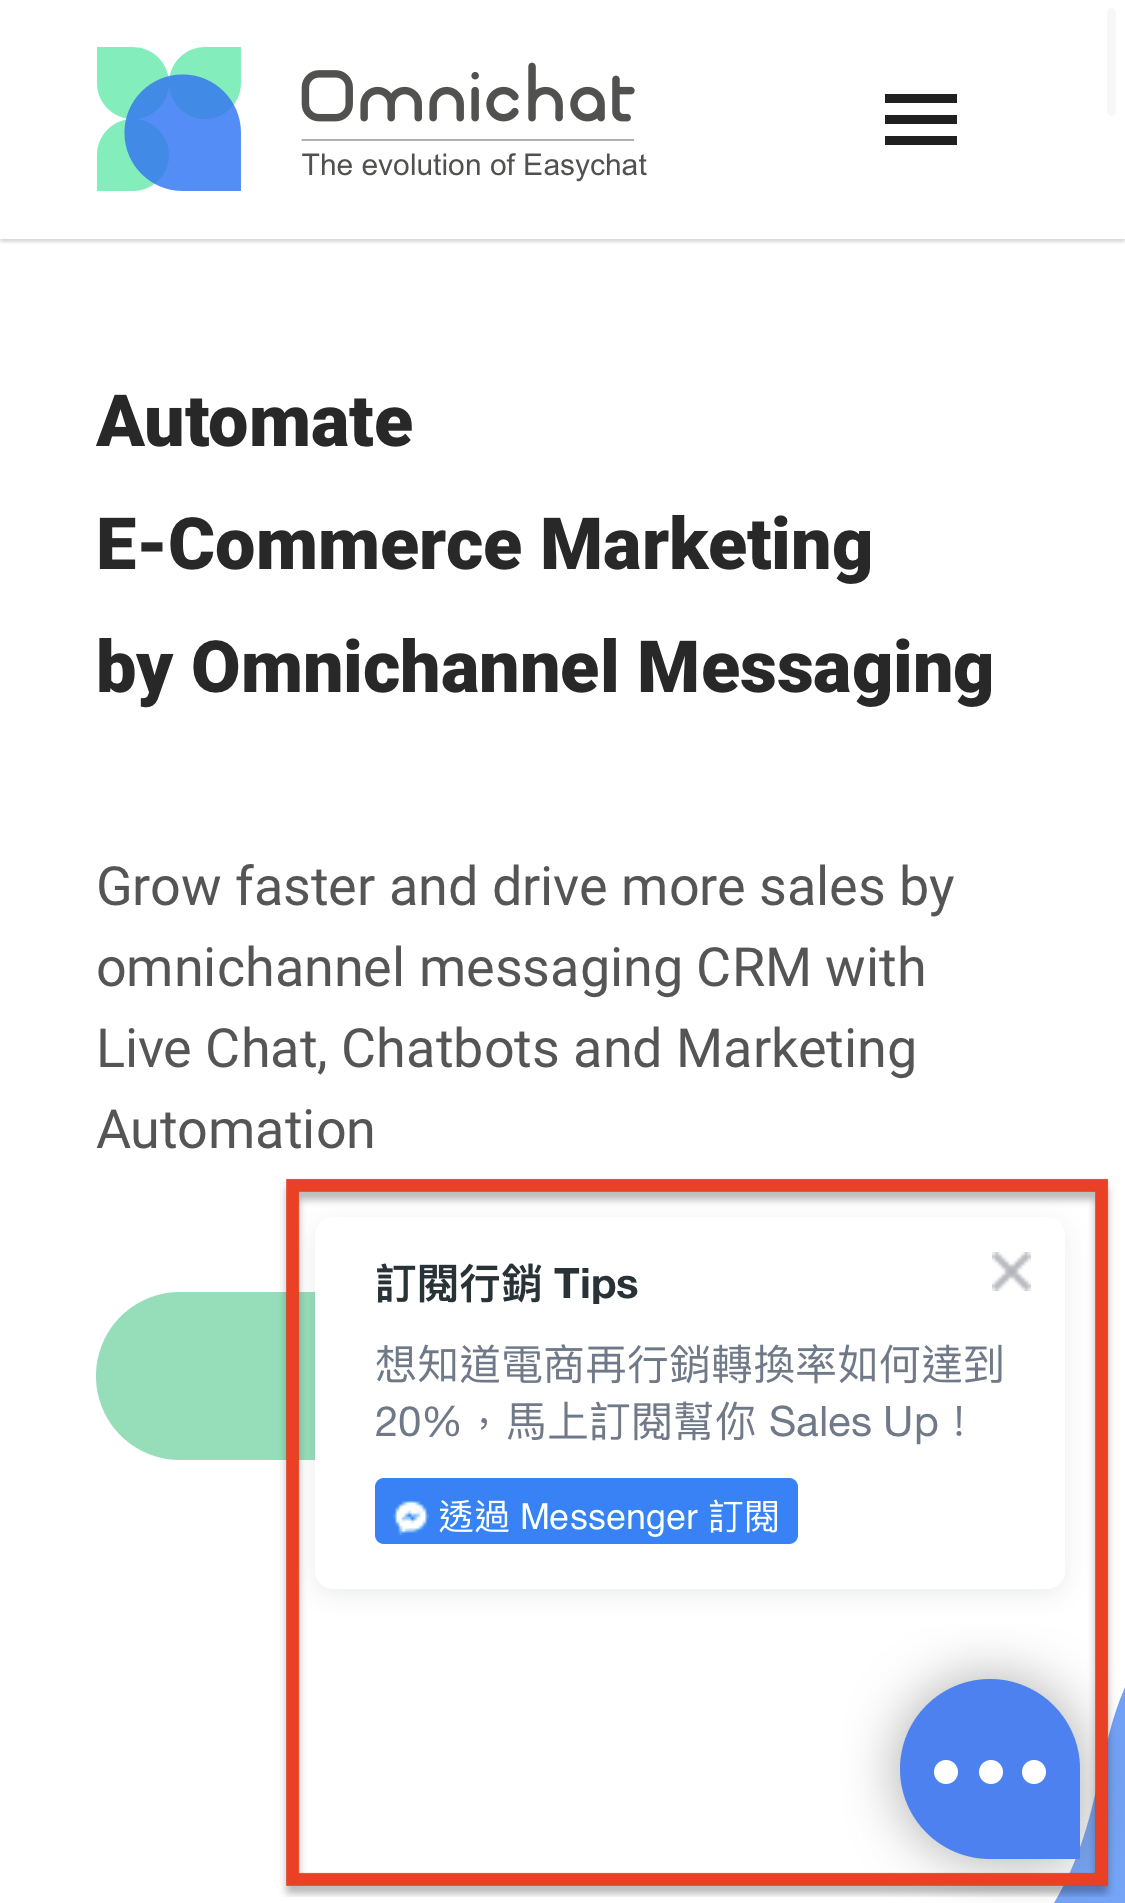 Omnichat
The evolution of Easychat
Automate
E-Commerce Marketing
by Omnichannel Messaging
Grow faster and drive more sales by
omnichannel messaging CRM with
Live Chat, Chatbots and Marketing
Automation
訂閱行銷 Tips
想知道電商再行銷轉換率如何達到
20%，馬上訂閱幫你 Sales Up！
透過 Messenger 訂閱